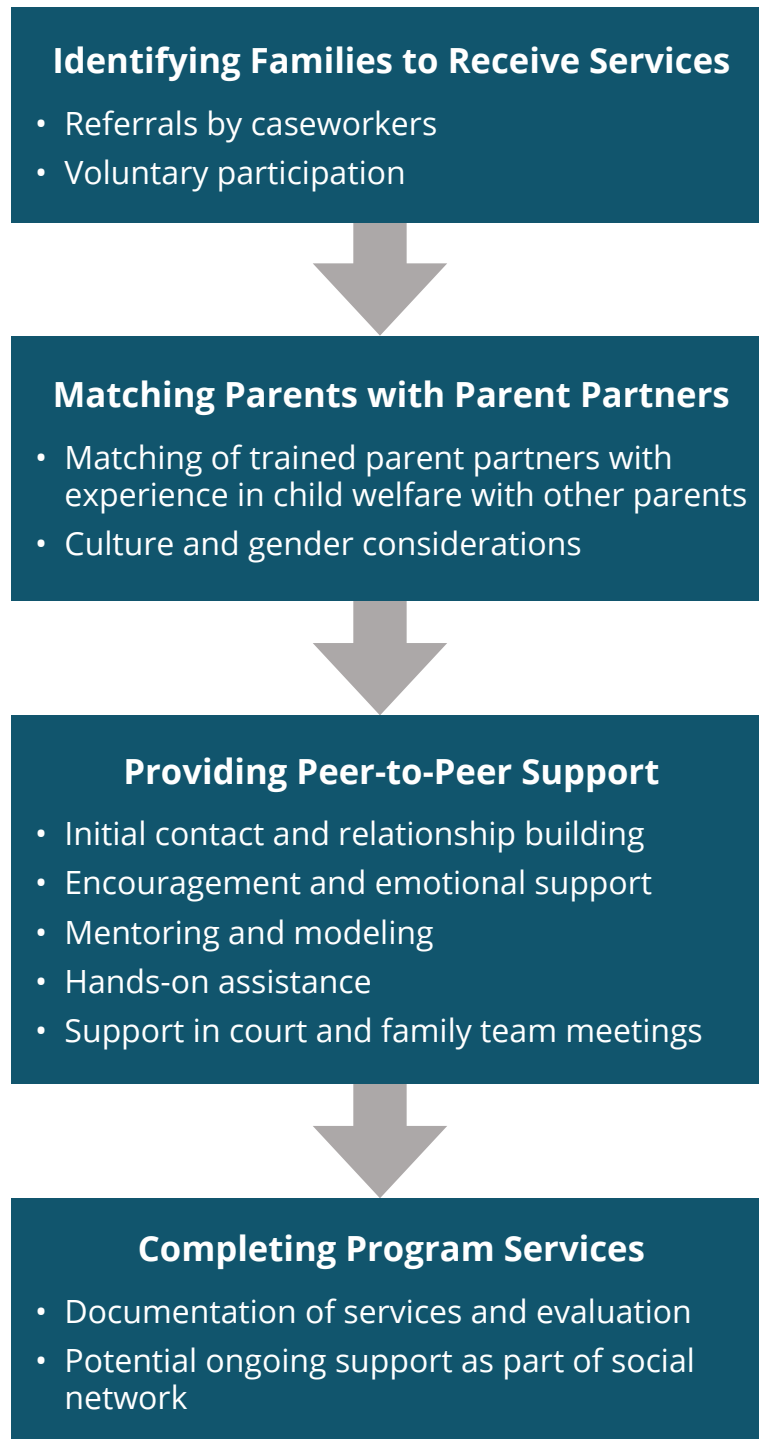 Identifying Families to Receive Services
• Referrals by caseworkers
• Voluntary participation
Matching Parents with Parent Partners
• Matching of trained parent partners with
experience in child welfare with other parents
• Culture and gender considerations
Providing Peer-to-Peer Support
• Initial contact and relationship building
• Encouragement and emotional support
• Mentoring and modeling
• Hands-on assistance
• Support in court and family team meetings
Completing Program Services
• Documentation of services and evaluation
• Potential ongoing support as part of social
network